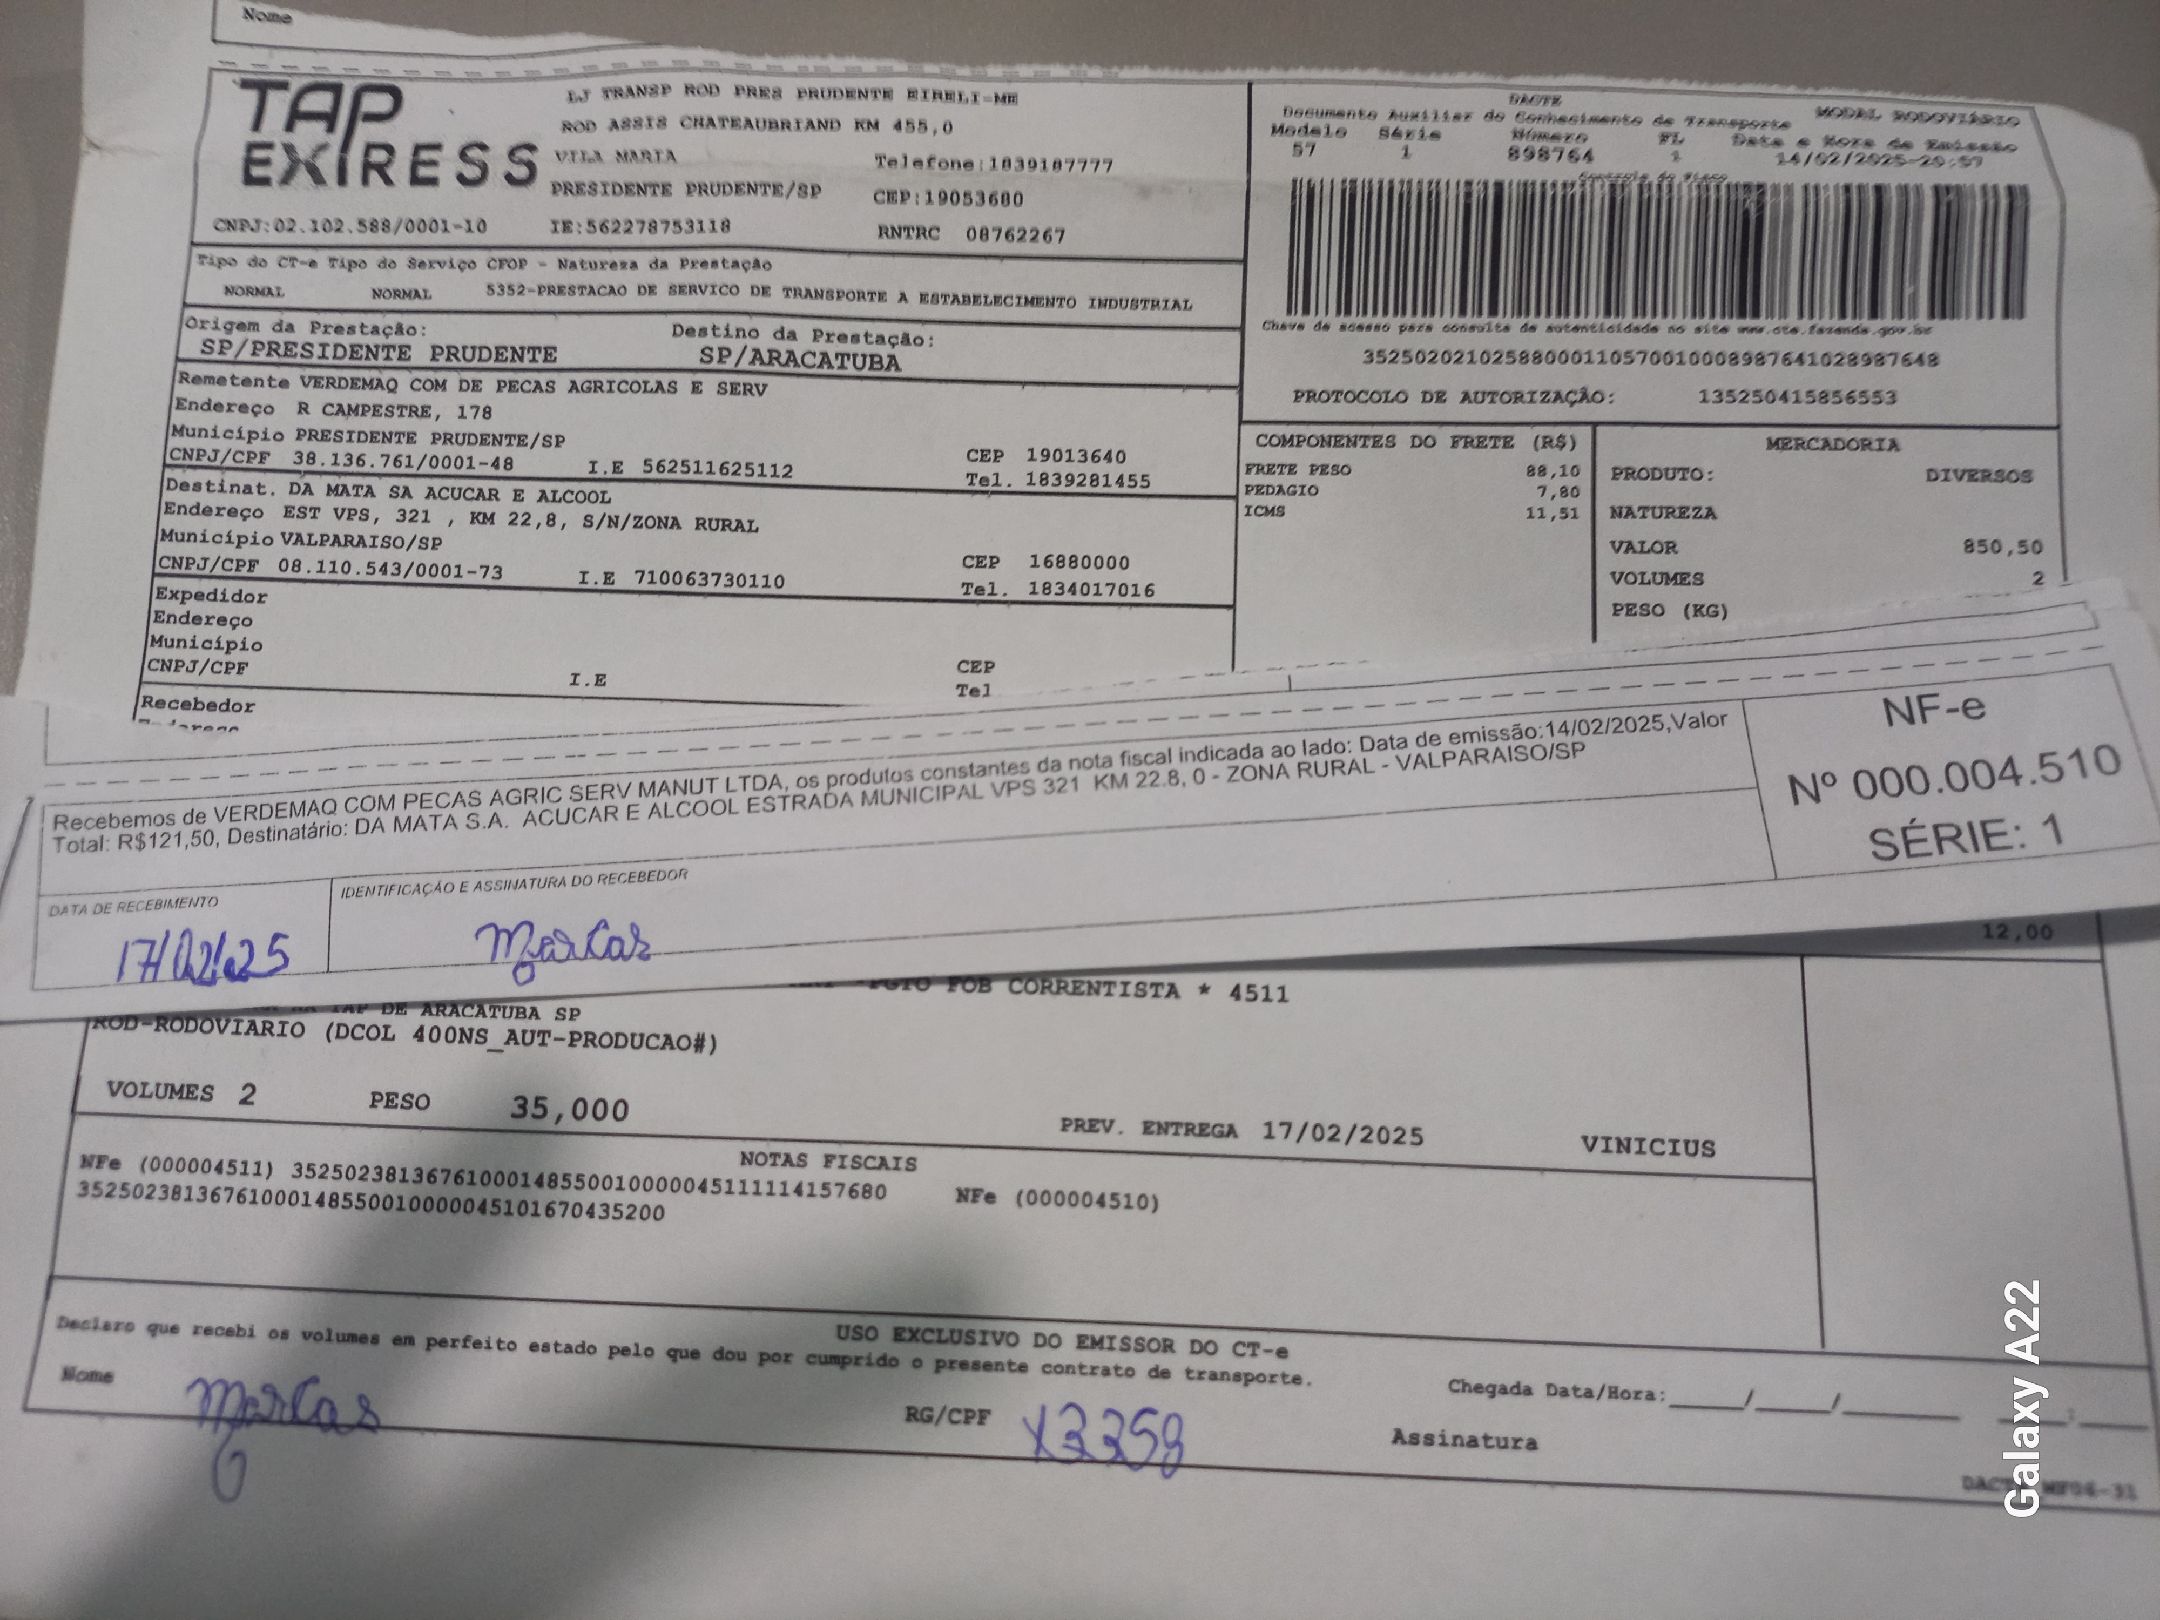 Nome
TAP EXPRESS
LJ TRANSP ROD PRES PRUDENTE EIRELI-ME
ROD ASSIS CHATEAUBRIAND KM 455,0
VILA MARIA Telefone:1839187777
PRESIDENTE PRUDENTE/SP CEP:19053680
CNPJ:02.102.588/0001-10 IE:562278753118 RNTRC 08762267
DACTE MODAL RODOVIÁRIO
Documento Auxiliar do Conhecimento de Transporte
Modelo Série Número FL Data e Hora de Emissão
57 1 898764 1 14/02/2025-20:57
Controle do Fisco
Chave de acesso para consulta de autenticidade no site www.cte.fazenda.gov.br
35250202102588000110570010008987641028987648
PROTOCOLO DE AUTORIZAÇÃO: 135250415856553
Tipo do CT-e Tipo do Serviço CFOP - Natureza da Prestação
NORMAL NORMAL 5352-PRESTACAO DE SERVICO DE TRANSPORTE A ESTABELECIMENTO INDUSTRIAL
Origem da Prestação: Destino da Prestação:
SP/PRESIDENTE PRUDENTE SP/ARACATUBA
Remetente VERDEMAQ COM DE PECAS AGRICOLAS E SERV
Endereço R CAMPESTRE, 178
Município PRESIDENTE PRUDENTE/SP CEP 19013640
CNPJ/CPF 38.136.761/0001-48 I.E 562511625112 Tel. 1839281455
Destinat. DA MATA SA ACUCAR E ALCOOL
Endereço EST VPS, 321 , KM 22,8, S/N/ZONA RURAL
Município VALPARAISO/SP CEP 16880000
CNPJ/CPF 08.110.543/0001-73 I.E 710063730110 Tel. 1834017016
Expedidor
Endereço
Município CEP
CNPJ/CPF I.E Tel
Recebedor
Endereço
COMPONENTES DO FRETE (R$)
FRETE PESO 88,10
PEDAGIO 7,80
ICMS 11,51
MERCADORIA
PRODUTO: DIVERSOS
NATUREZA
VALOR 850,50
VOLUMES 2
PESO (KG)
Recebemos de VERDEMAQ COM PECAS AGRIC SERV MANUT LTDA, os produtos constantes da nota fiscal indicada ao lado: Data de emissão:14/02/2025,Valor
Total: R$121,50, Destinatário: DA MATA S.A. ACUCAR E ALCOOL ESTRADA MUNICIPAL VPS 321 KM 22.8, 0 - ZONA RURAL - VALPARAISO/SP
NF-e
Nº 000.004.510
SÉRIE: 1
DATA DE RECEBIMENTO IDENTIFICAÇÃO E ASSINATURA DO RECEBEDOR
17/02/25 Marcas
12,00
PGTO FOB CORRENTISTA * 4511
TAP DE ARACATUBA SP
ROD-RODOVIARIO (DCOL 400NS_AUT-PRODUCAO#)
VOLUMES 2 PESO 35,000
PREV. ENTREGA 17/02/2025 VINICIUS
NOTAS FISCAIS
NFe (000004511) 35250238136761000148550010000045111114157680 NFe (000004510)
35250238136761000148550010000045101670435200
USO EXCLUSIVO DO EMISSOR DO CT-e
Declaro que recebi os volumes em perfeito estado pelo que dou por cumprido o presente contrato de transporte.
Nome Marcas RG/CPF X3359 Chegada Data/Hora:____/____/______ ____:____
Assinatura
Galaxy A22